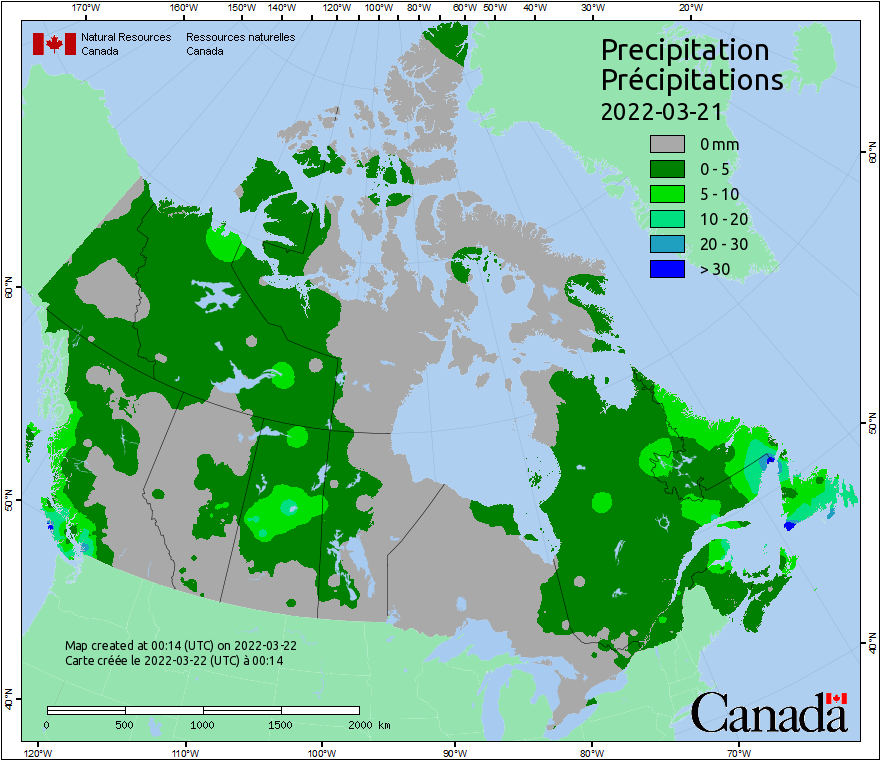 170°W 160°W 150°W 140°W 130°W 120°W 110°W 100°W 90°W 80°W 60°W 50°W 40°W 30°W 20°W
Natural Resources Ressources naturelles
Canada Canada
Precipitation
Précipitations
2022-03-21
0 mm
0 - 5
5 - 10
10 - 20
20 - 30
> 30
60°N
60°N
50°N
50°N
40°N
40°N
Map created at 00:14 (UTC) on 2022-03-22
Carte créée le 2022-03-22 (UTC) à 00:14
0 500 1000 1500 2000 km
Canada
120°W 110°W 100°W 90°W 80°W 70°W